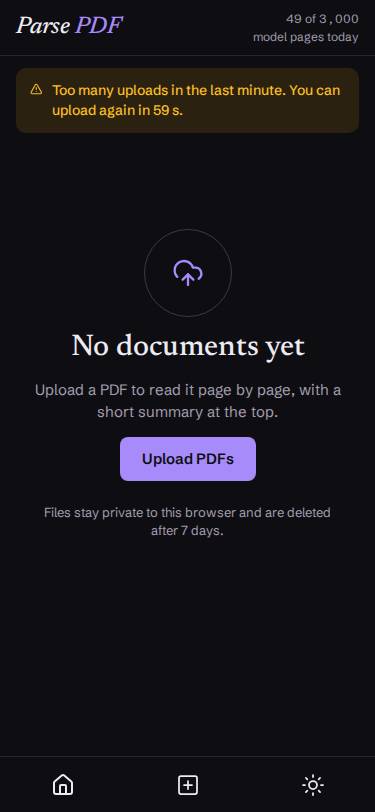 Parse PDF
49 of 3,000
model pages today
Too many uploads in the last minute. You can
upload again in 59 s.
No documents yet
Upload a PDF to read it page by page, with a
short summary at the top.
Upload PDFs
Files stay private to this browser and are deleted
after 7 days.